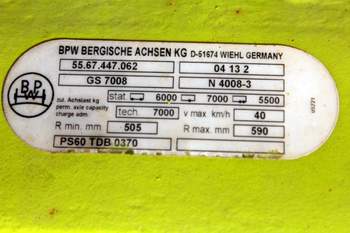 BPW BERGISCHE ACHSEN KG D-51674 WIEHL GERMANY
55.67.447.062 04 13 2
GS 7008 N 4008-3
BPW
zul. Achslast kg
perm. axle capacity
charge adm.
stat 6000 7000 5500
tech 7000 v max km/h 40
R min. mm 505 R max. mm 590
PS60 TDB 0370